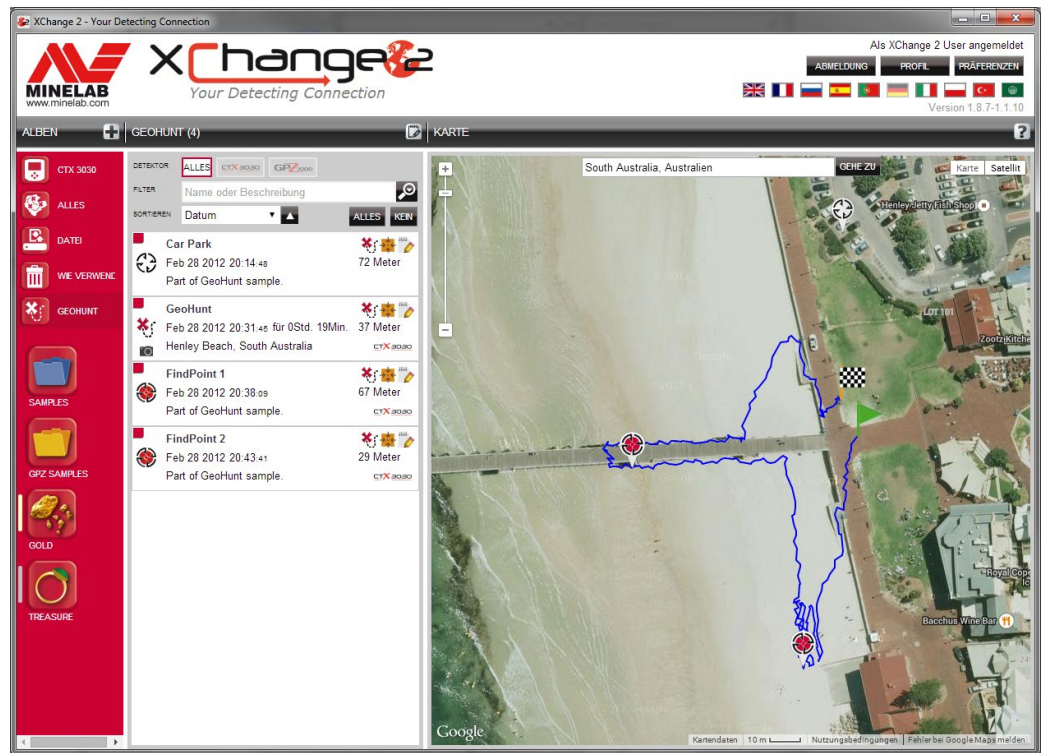 XChange 2 - Your Detecting Connection
MINELAB
www.minelab.com
XChange2
Your Detecting Connection
Als XChange 2 User angemeldet
ABMELDUNG PROFIL PRÄFERENZEN
Version 1.8.7-1.1.10
ALBEN
GEOHUNT (4)
KARTE
?
CTX 3030
ALLES
DATEI
WIE VERWEND
GEOHUNT
SAMPLES
GPZ SAMPLES
GOLD
TREASURE
DETEKTOR ALLES CTX 3030 GPZ7000
FILTER Name oder Beschreibung
SORTIEREN Datum ALLES KEIN
Car Park
Feb 28 2012 20:14:48 72 Meter
Part of GeoHunt sample.
GeoHunt
Feb 28 2012 20:31:45 für 0Std. 19Min. 37 Meter
Henley Beach, South Australia CTX 3030
FindPoint 1
Feb 28 2012 20:38:09 67 Meter
Part of GeoHunt sample. CTX 3030
FindPoint 2
Feb 28 2012 20:43:41 29 Meter
Part of GeoHunt sample. CTX 3030
South Australia, Australien GEHE ZU
Karte Satellit
Henley Jetty Fish Shop
LOT 101
Zootz Kitche
Royal Cope
Bacchus Wine Bar
Google
Kartendaten 10 m Nutzungsbedingungen Fehler bei Google Maps melden